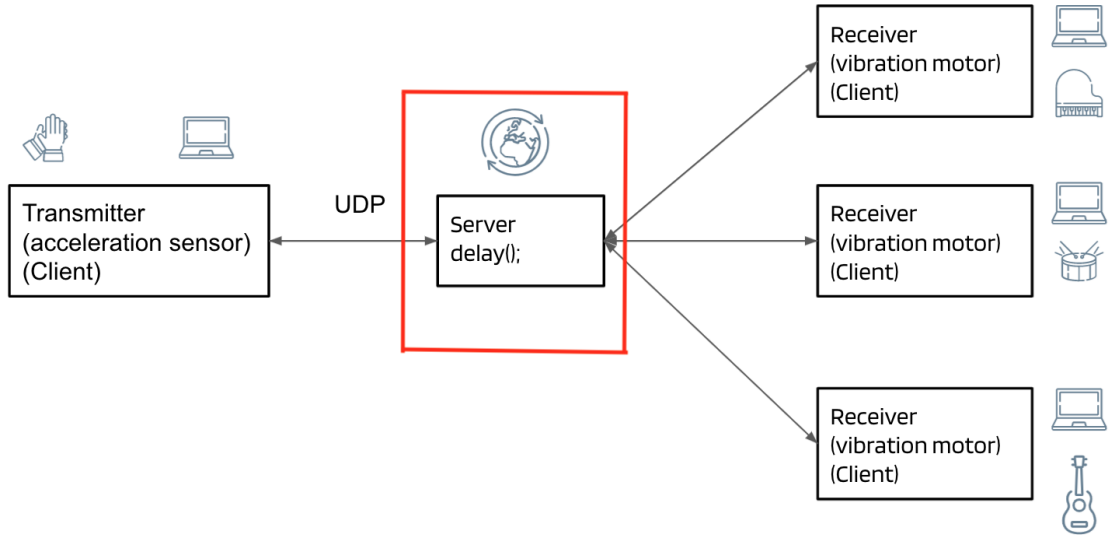 Transmitter
(acceleration sensor)
(Client)
UDP
Server
delay();
Receiver
(vibration motor)
(Client)
Receiver
(vibration motor)
(Client)
Receiver
(vibration motor)
(Client)